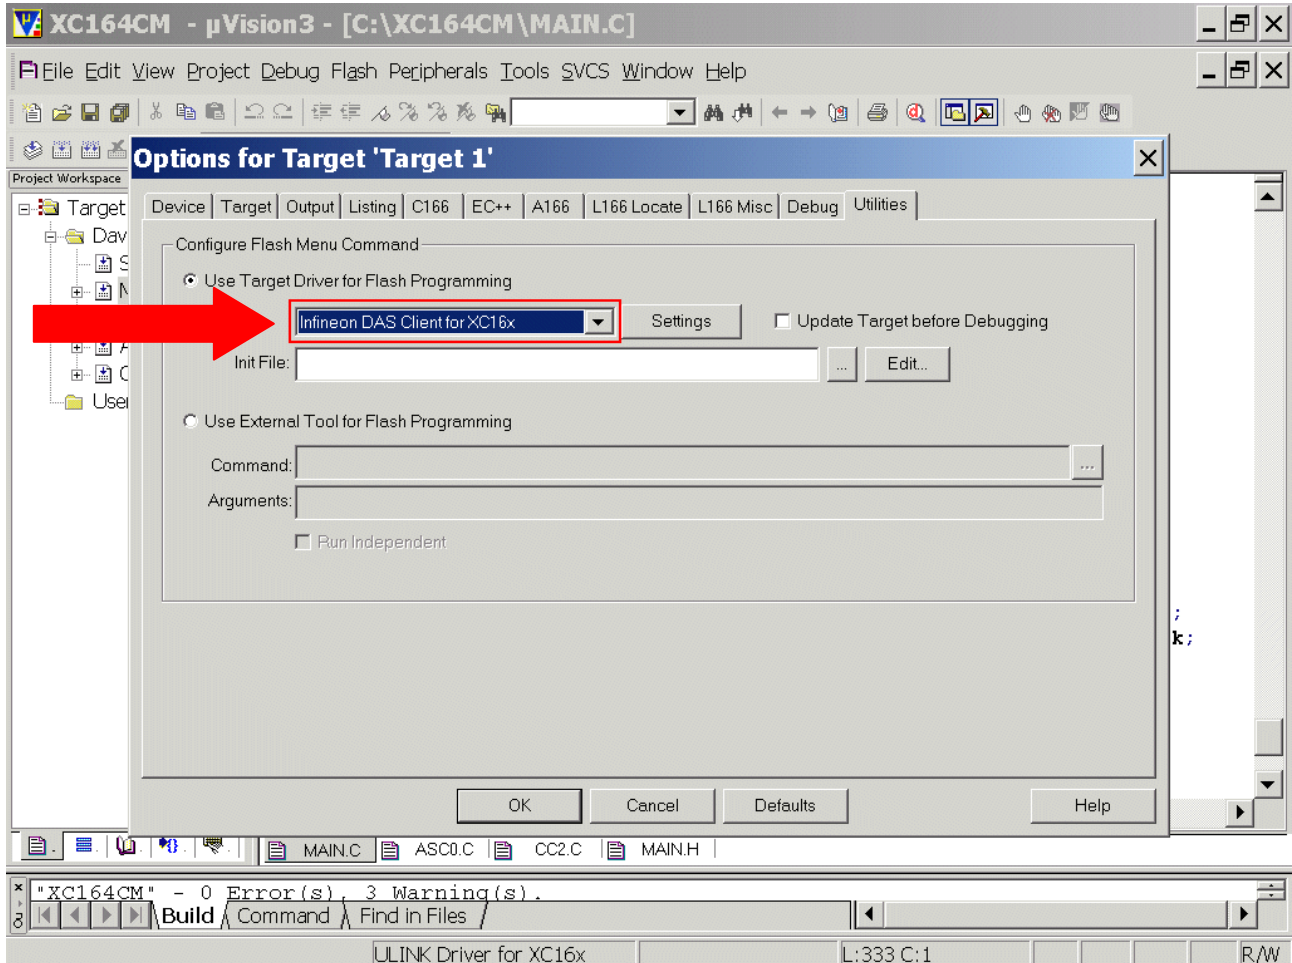 XC164CM - µVision3 - [C:\XC164CM\MAIN.C]
File Edit View Project Debug Flash Peripherals Tools SVCS Window Help
Options for Target 'Target 1'
Project Workspace
Device Target Output Listing C166 EC++ A166 L166 Locate L166 Misc Debug Utilities
Target
Dav
Configure Flash Menu Command
Use Target Driver for Flash Programming
Infineon DAS Client for XC16x
Settings
Update Target before Debugging
Init File:
...
Edit...
User
Use External Tool for Flash Programming
Command:
...
Arguments:
Run Independent
;
k;
OK Cancel Defaults Help
MAIN.C ASC0.C CC2.C MAIN.H
"XC164CM" - 0 Error(s), 3 Warning(s).
Build Command Find in Files
ULINK Driver for XC16x L:333 C:1 R/W